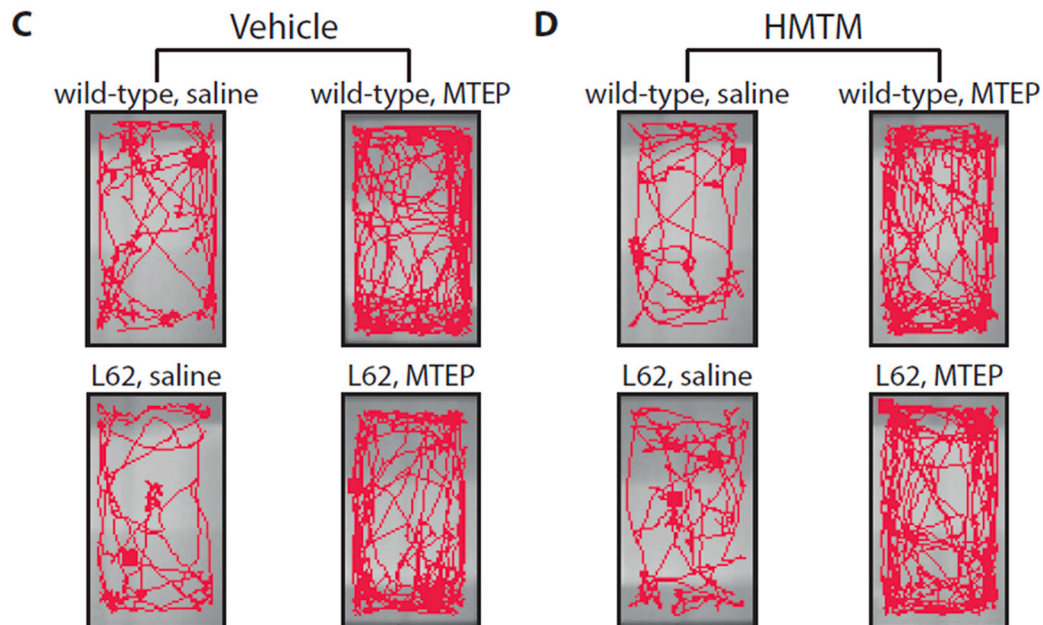 C
Vehicle
wild-type, saline
wild-type, MTEP
L62, saline
L62, MTEP
D
HMTM
wild-type, saline
wild-type, MTEP
L62, saline
L62, MTEP